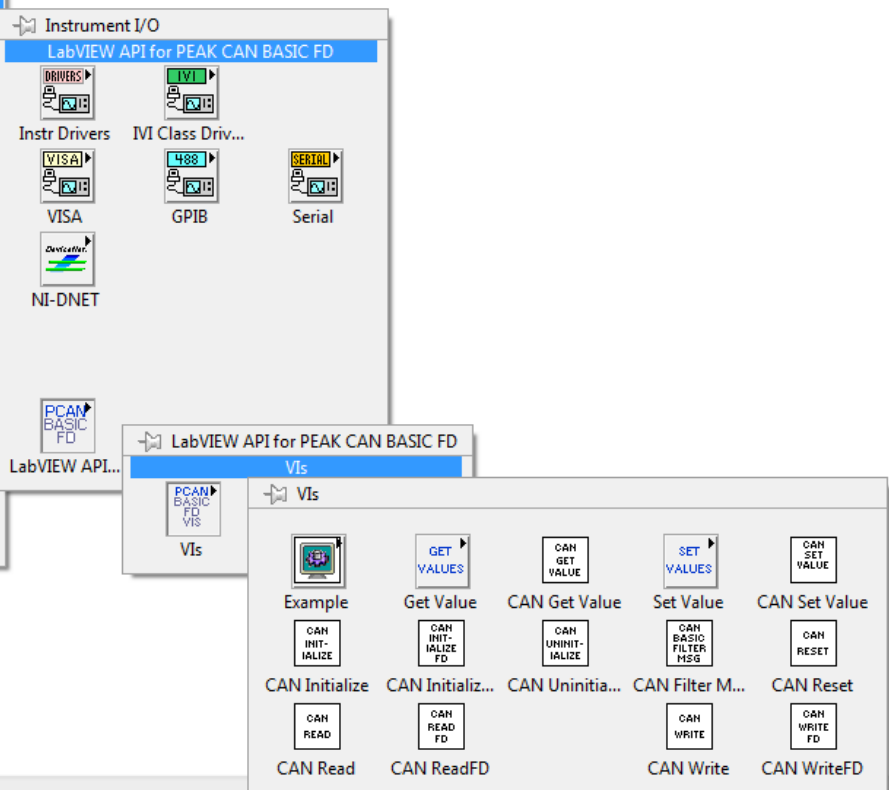 Instrument I/O
LabVIEW API for PEAK CAN BASIC FD
DRIVERS
IVI
Instr Drivers
IVI Class Driv...
VISA
488
SERIAL
VISA
GPIB
Serial
DeviceNet.
NI-DNET
PCAN
BASIC
FD
LabVIEW API...
LabVIEW API for PEAK CAN BASIC FD
VIs
PCAN
BASIC
FD
VIS
VIs
VIs
GET
VALUES
CAN
GET
VALUE
SET
VALUES
CAN
SET
VALUE
Example
Get Value
CAN Get Value
Set Value
CAN Set Value
CAN
INIT-
IALIZE
CAN
INIT-
IALIZE
FD
CAN
UNINIT-
IALIZE
CAN
BASIC
FILTER
MSG
CAN
RESET
CAN Initialize
CAN Initializ...
CAN Uninitia...
CAN Filter M...
CAN Reset
CAN
READ
CAN
READ
FD
CAN
WRITE
CAN
WRITE
FD
CAN Read
CAN ReadFD
CAN Write
CAN WriteFD